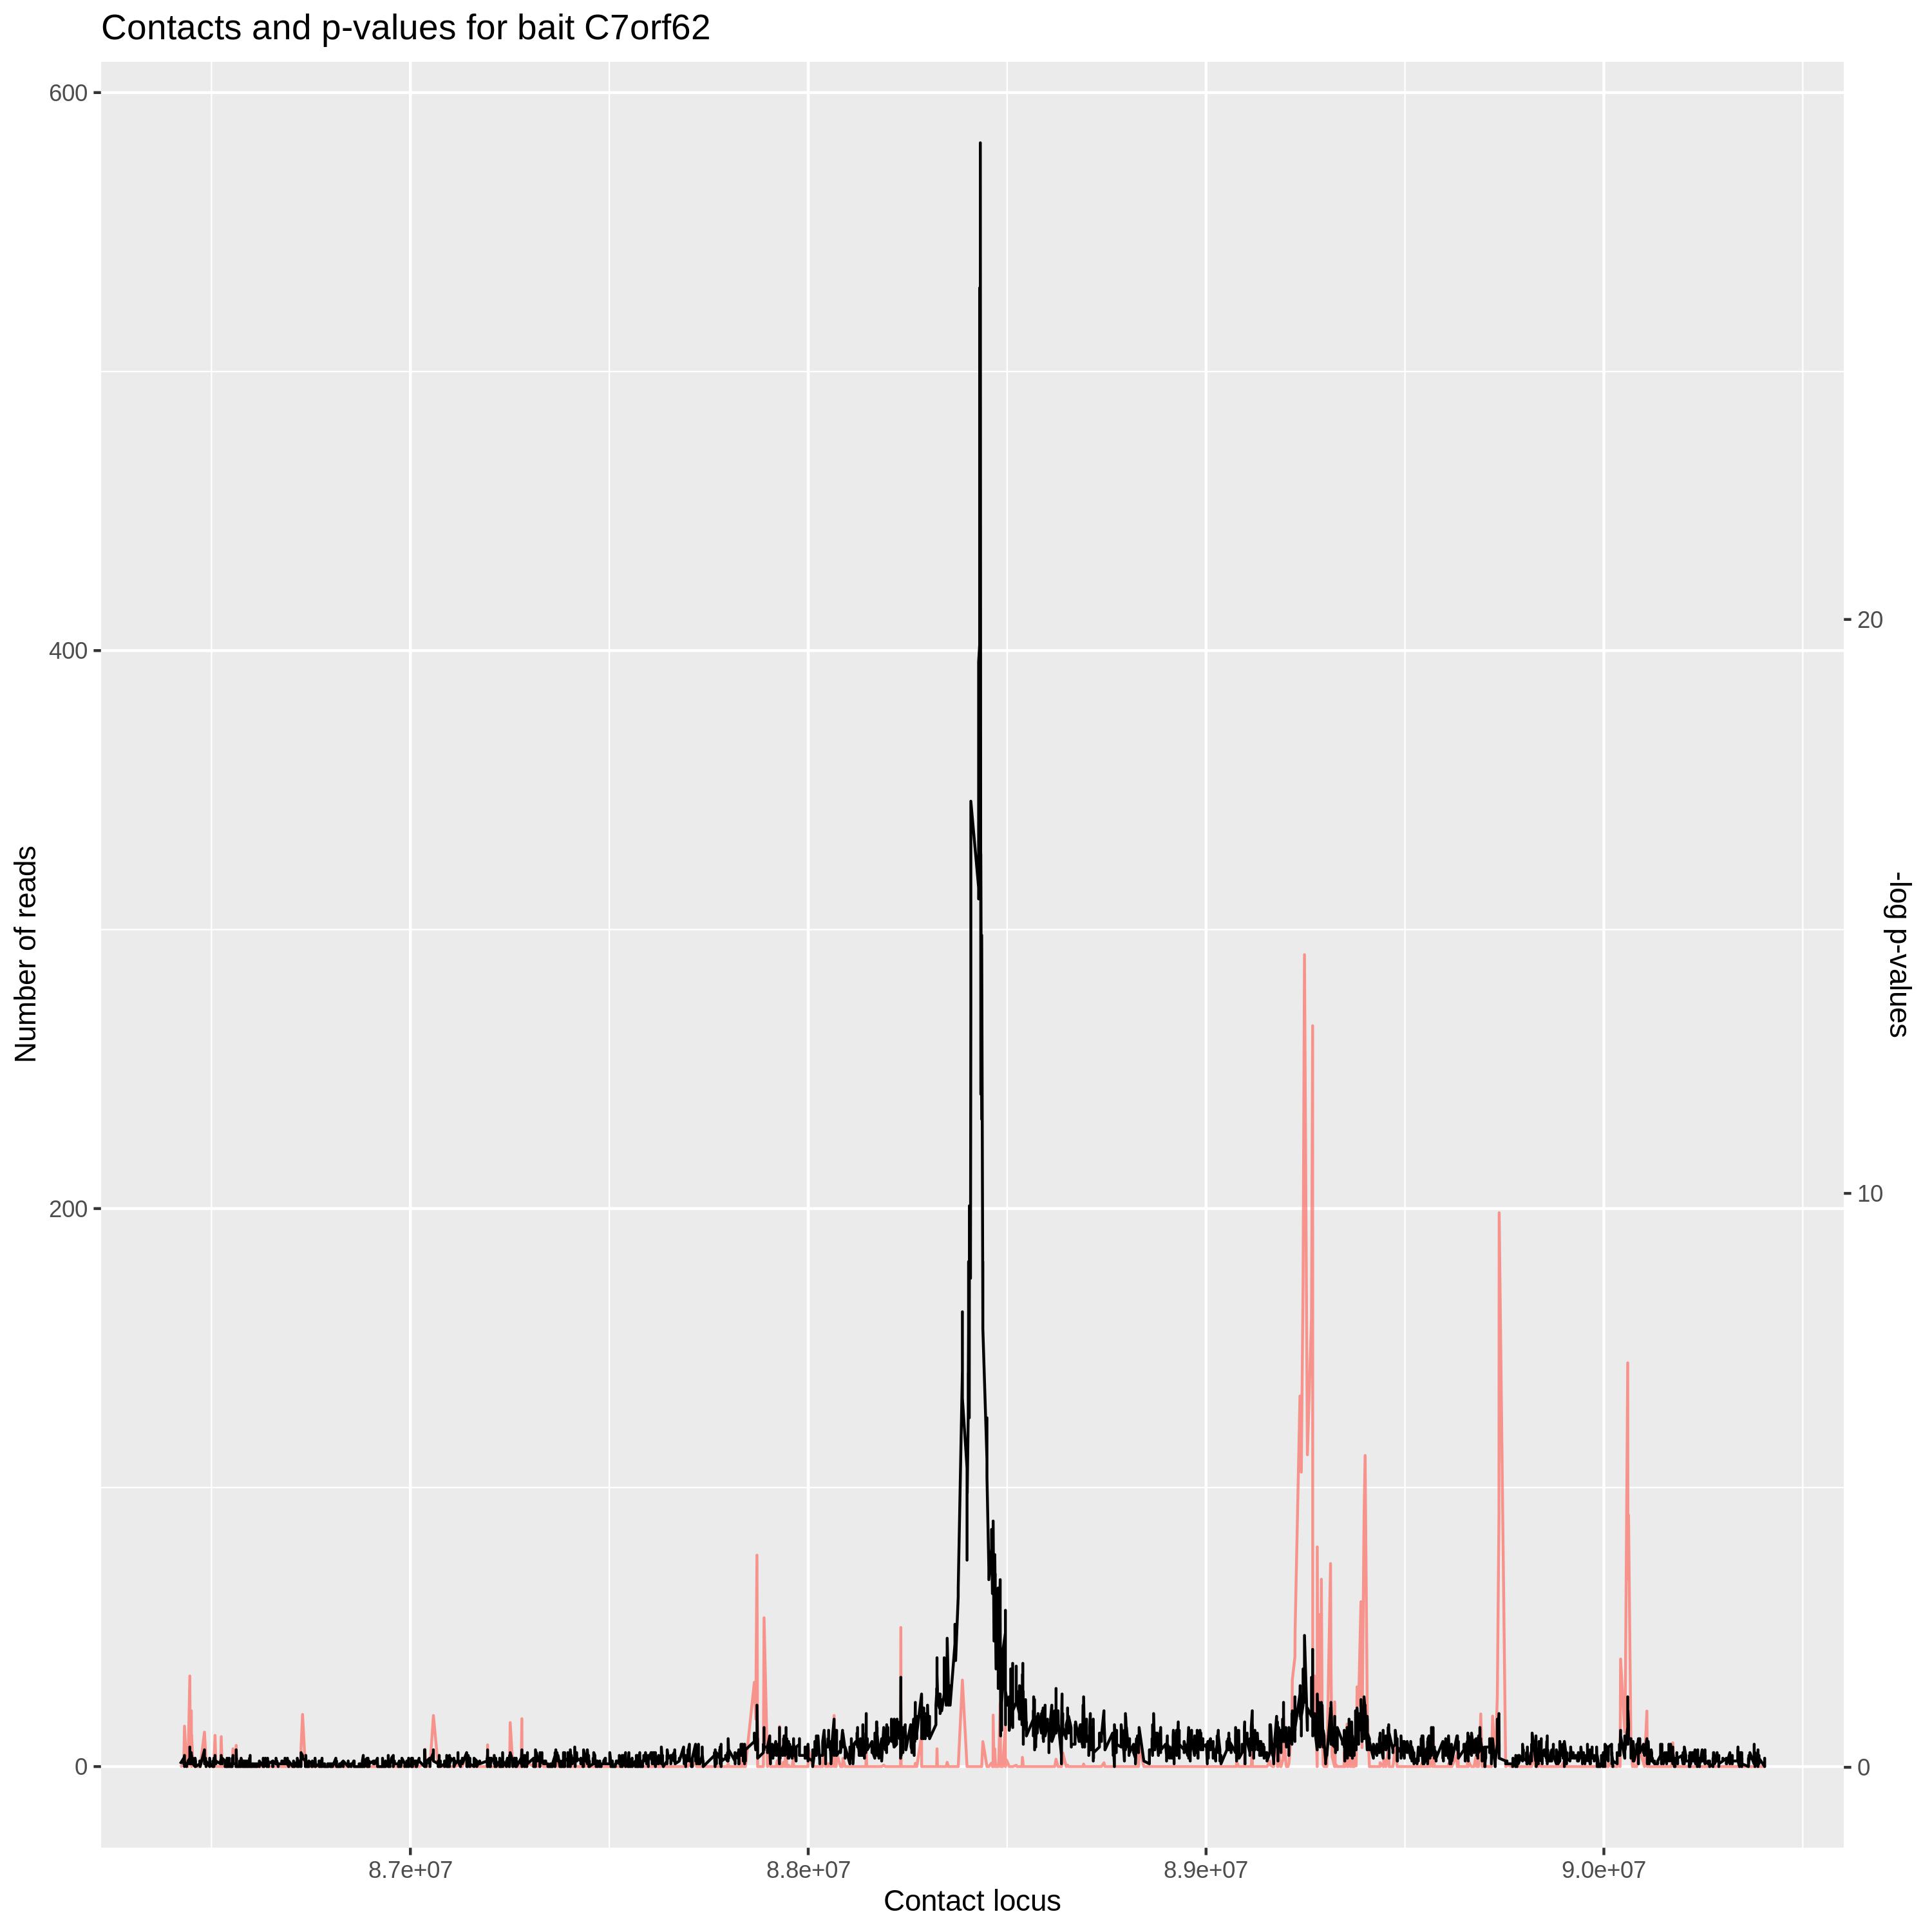 Contacts and p-values for bait C7orf62
600
400
200
0
Number of reads
20
10
0
-log p-values
8.7e+07
8.8e+07
8.9e+07
9.0e+07
Contact locus